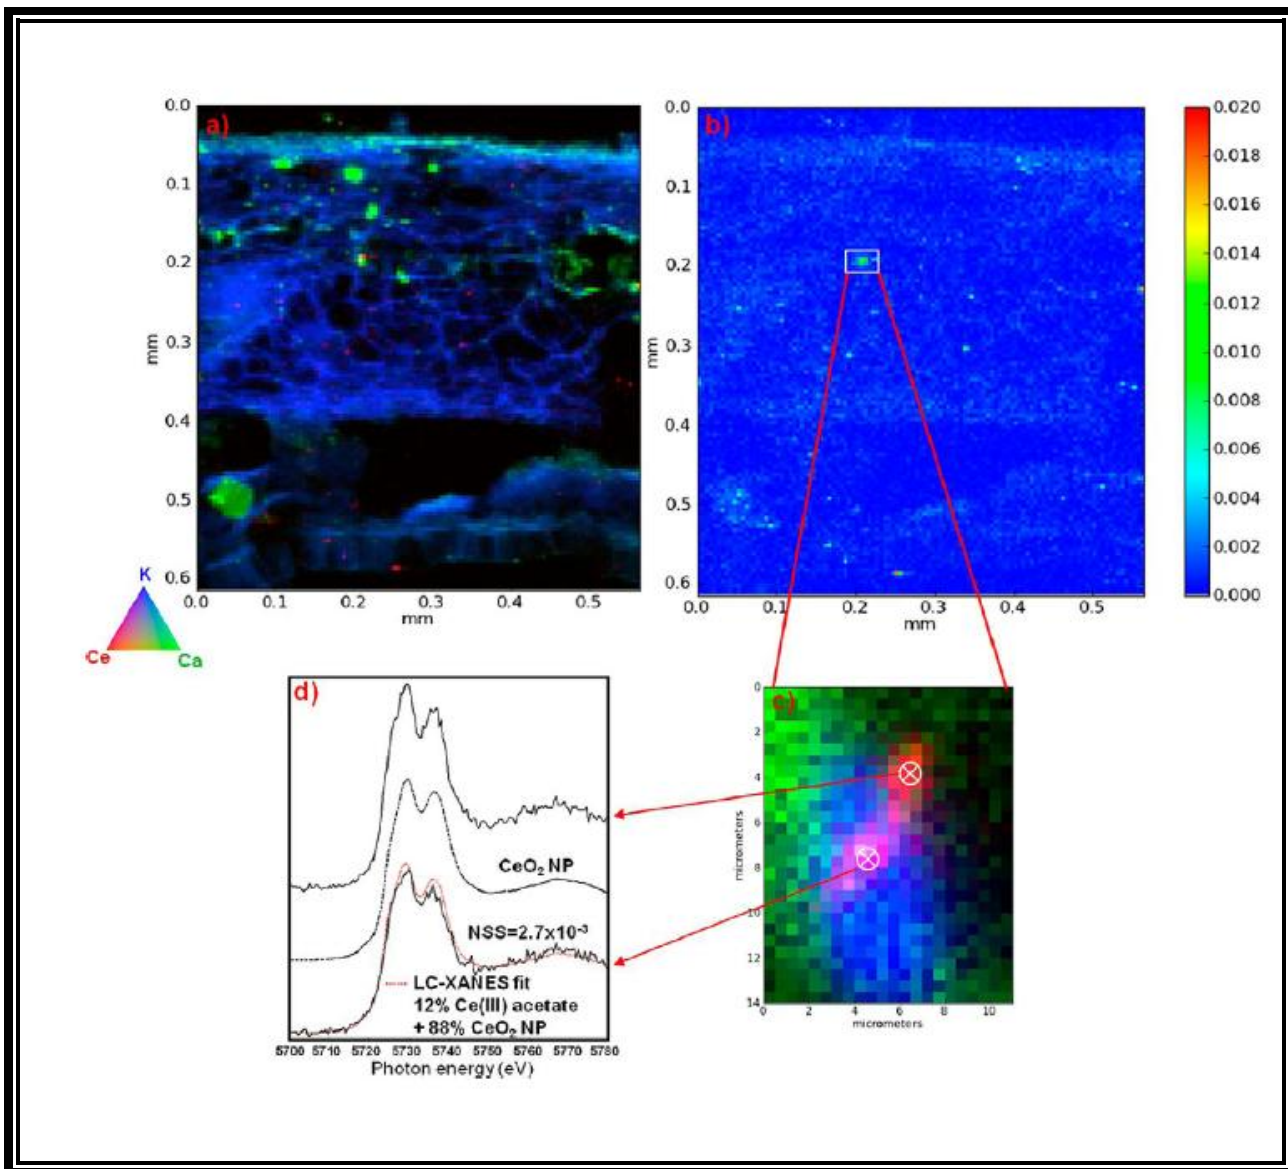 a)
0.0
0.1
0.2
0.3
0.4
0.5
0.6
mm
0.0 0.1 0.2 0.3 0.4 0.5
mm
K
Ce Ca
b)
0.0
0.1
0.2
0.3
0.4
0.5
0.6
mm
0.0 0.1 0.2 0.3 0.4 0.5
mm
0.020
0.018
0.016
0.014
0.012
0.010
0.008
0.006
0.004
0.002
0.000
d)
CeO₂ NP
NSS=2.7x10⁻³
LC-XANES fit
12% Ce(III) acetate
+ 88% CeO₂ NP
5700 5710 5720 5730 5740 5750 5760 5770 5780
Photon energy (eV)
c)
0
2
4
6
8
10
12
14
micrometers
0 2 4 6 8 10
micrometers